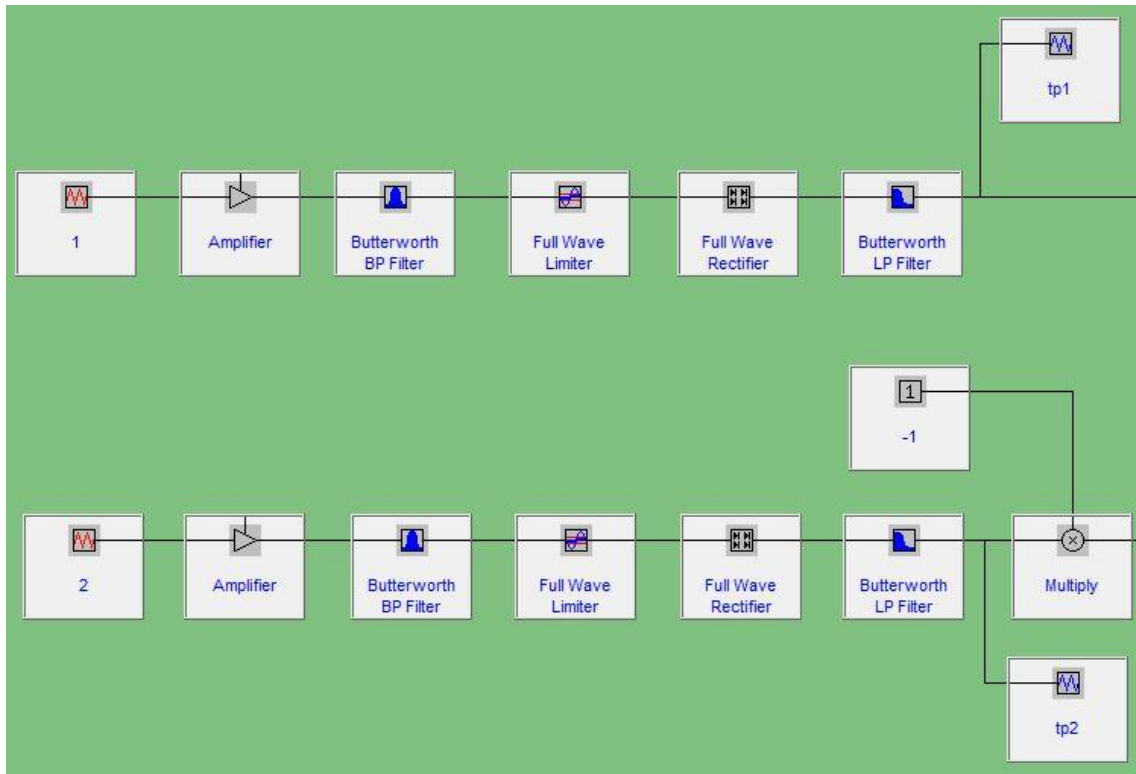 tp1
1
Amplifier
Butterworth
BP Filter
Full Wave
Limiter
Full Wave
Rectifier
Butterworth
LP Filter
1
-1
2
Amplifier
Butterworth
BP Filter
Full Wave
Limiter
Full Wave
Rectifier
Butterworth
LP Filter
Multiply
tp2